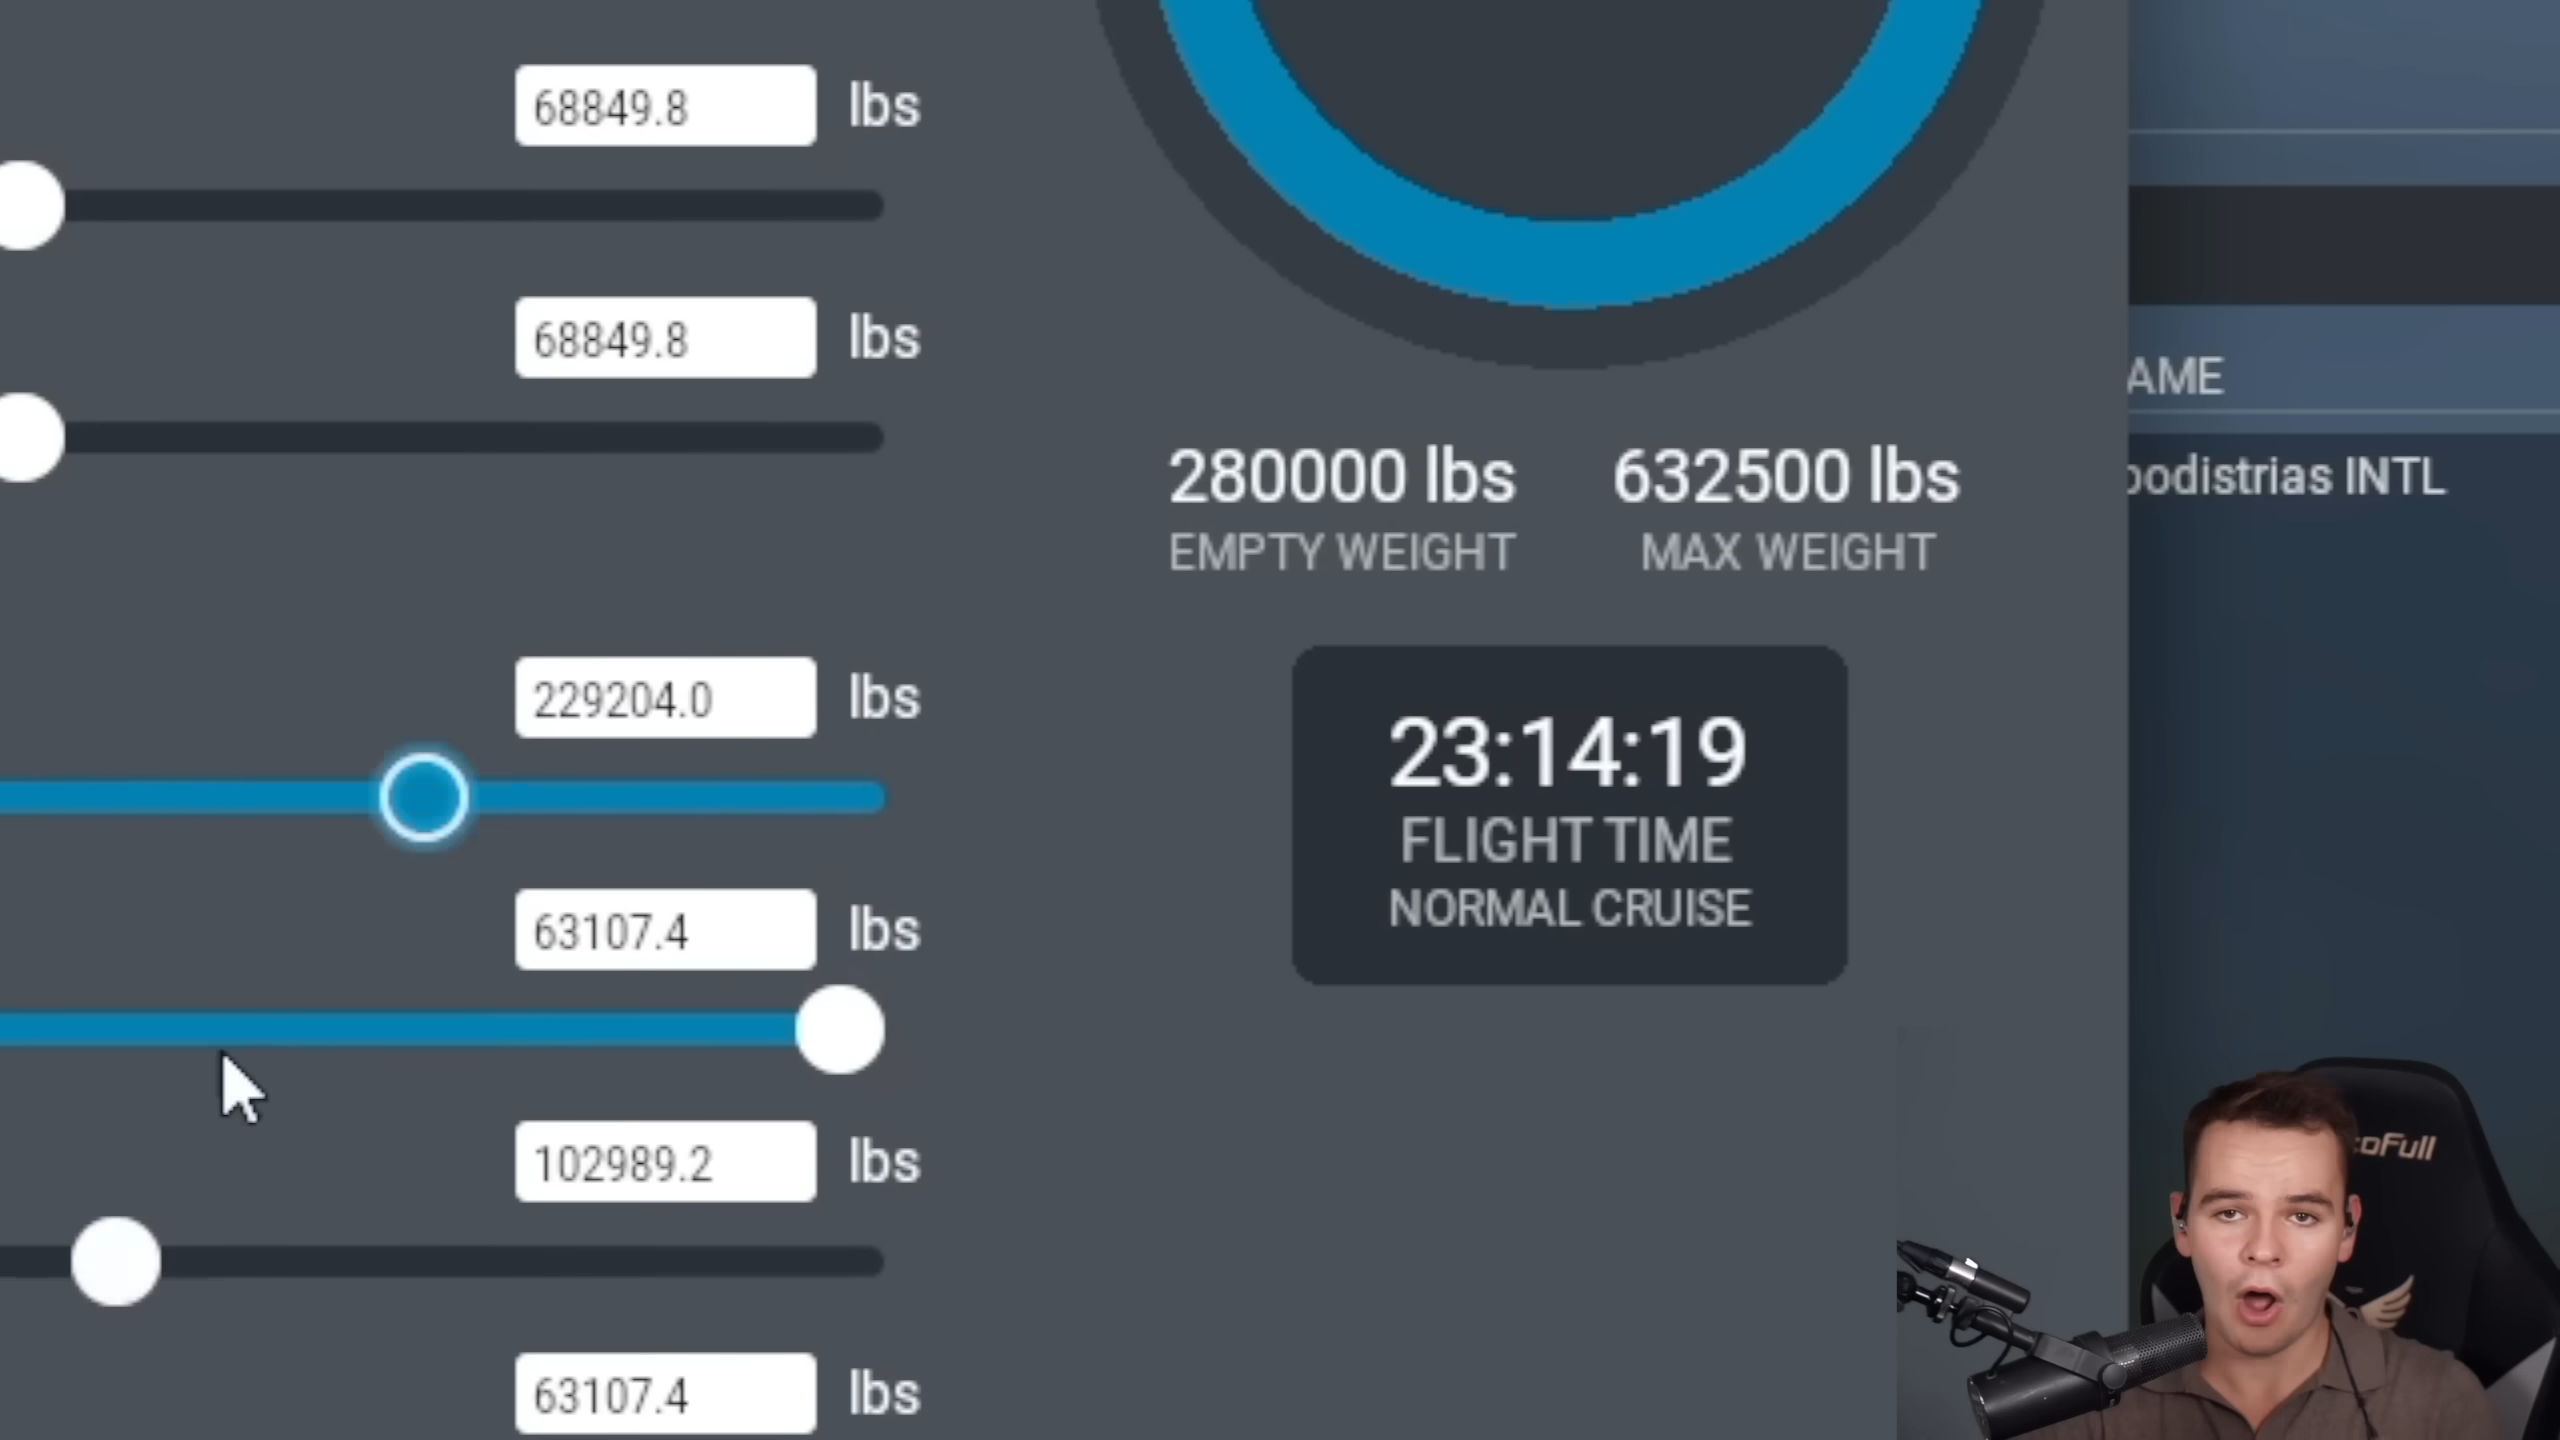 68849.8 lbs
68849.8 lbs
280000 lbs
EMPTY WEIGHT
632500 lbs
MAX WEIGHT
AME
podistrias INTL
229204.0 lbs
23:14:19
FLIGHT TIME
NORMAL CRUISE
63107.4 lbs
102989.2 lbs
63107.4 lbs